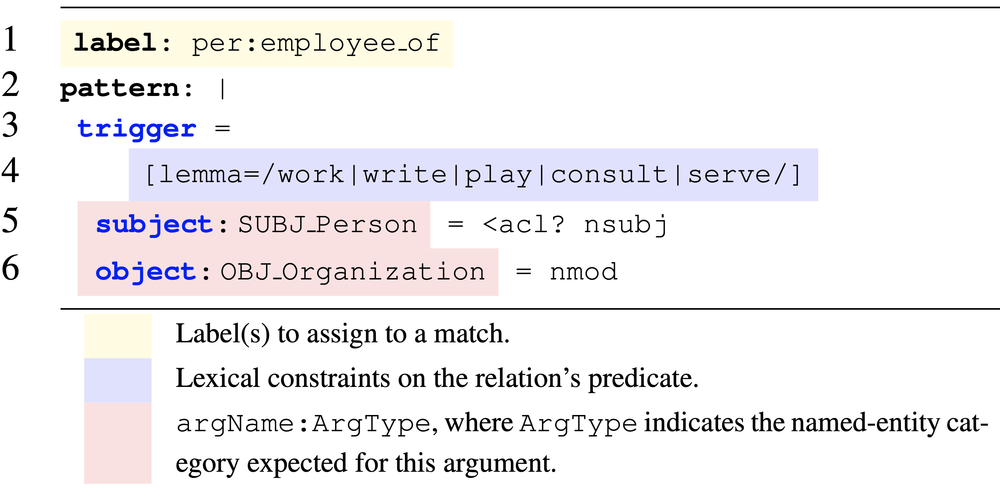 1 label: per:employee_of
2 pattern: |
3 trigger =
4 [lemma=/work|write|play|consult|serve/]
5 subject:SUBJ_Person = <acl? nsubj
6 object:OBJ_Organization = nmod
Label(s) to assign to a match.
Lexical constraints on the relation’s predicate.
argName:ArgType, where ArgType indicates the named-entity cat-
egory expected for this argument.